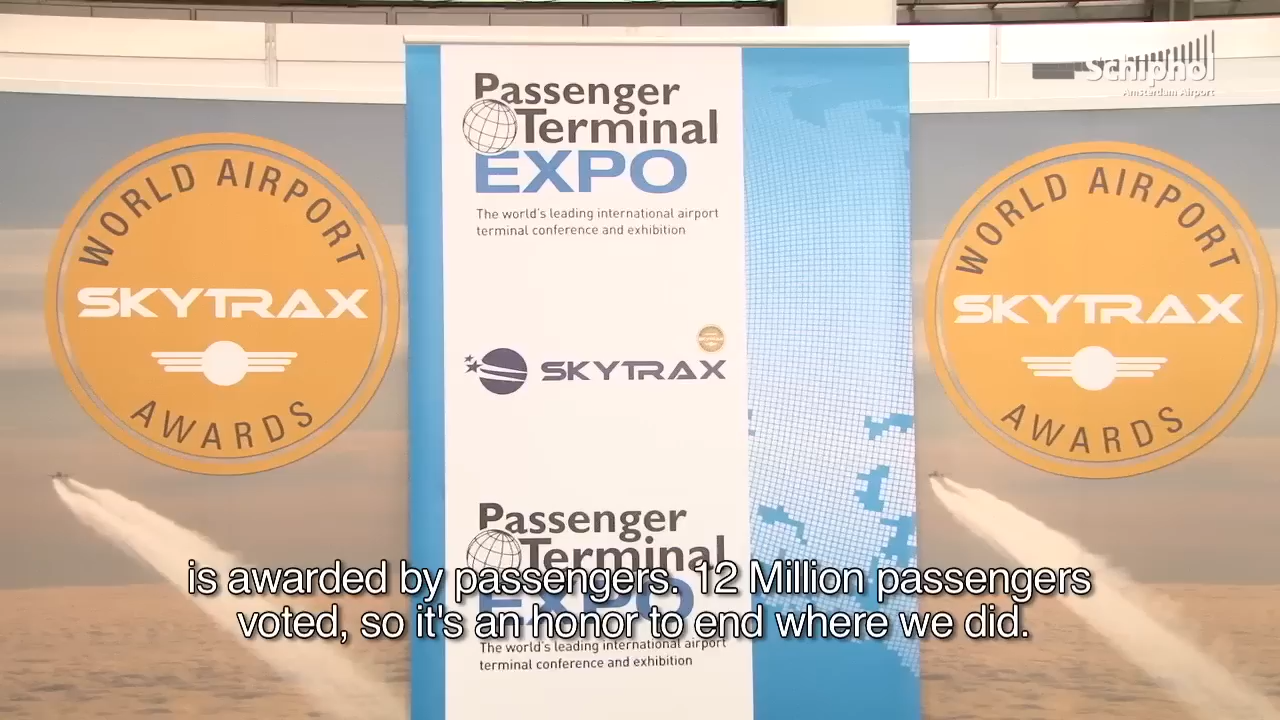 Schiphol
Amsterdam Airport
Passenger
Terminal
EXPO
The world's leading international airport
terminal conference and exhibition
WORLD AIRPORT
SKYTRAX
AWARDS
WORLD AIRPORT
SKYTRAX
AWARDS
SKYTRAX
Passenger
Terminal
EXPO
is awarded by passengers. 12 Million passengers
voted, so it's an honor to end where we did.
The world's leading international airport
terminal conference and exhibition